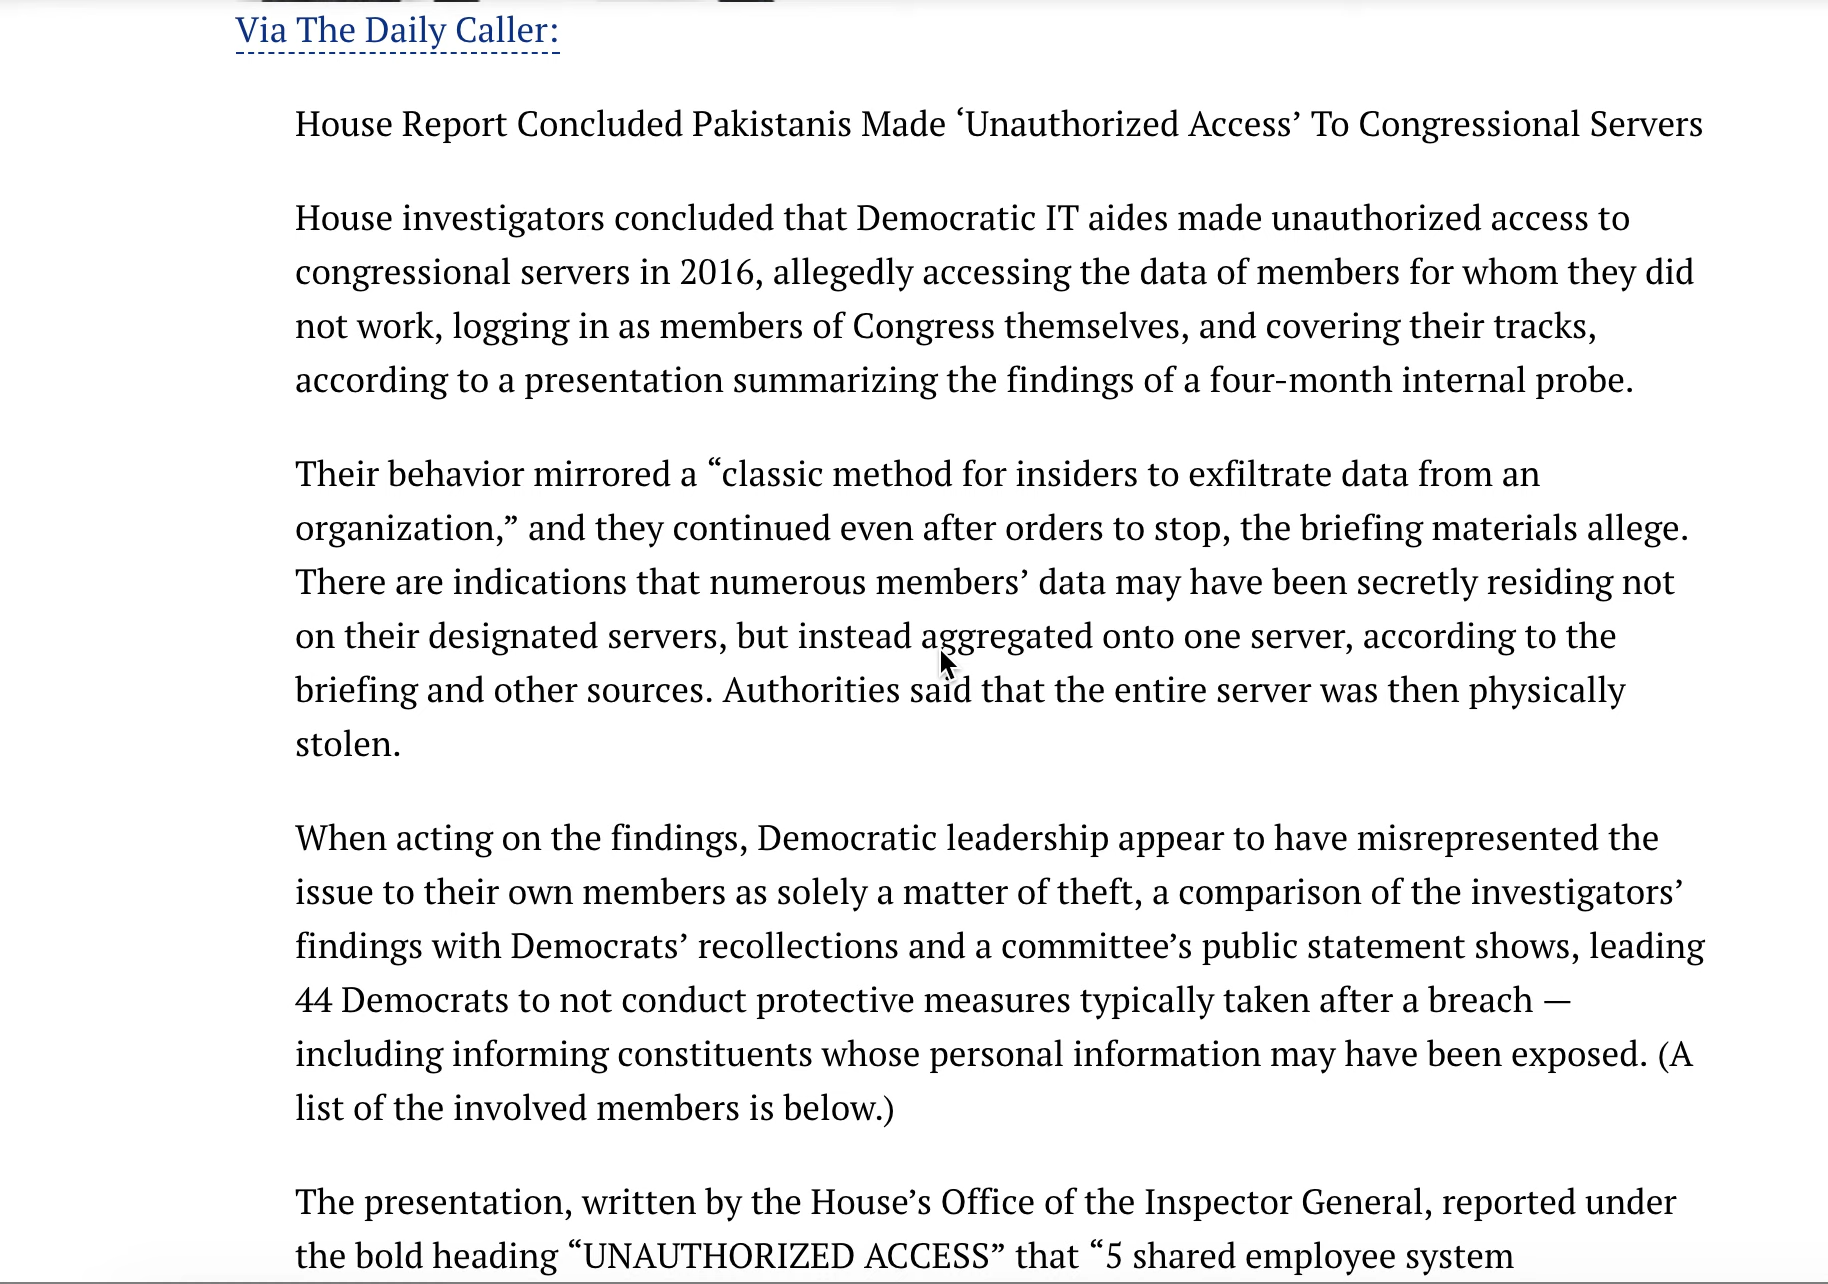 Via The Daily Caller:
House Report Concluded Pakistanis Made ‘Unauthorized Access’ To Congressional Servers
House investigators concluded that Democratic IT aides made unauthorized access to
congressional servers in 2016, allegedly accessing the data of members for whom they did
not work, logging in as members of Congress themselves, and covering their tracks,
according to a presentation summarizing the findings of a four-month internal probe.
Their behavior mirrored a “classic method for insiders to exfiltrate data from an
organization,” and they continued even after orders to stop, the briefing materials allege.
There are indications that numerous members’ data may have been secretly residing not
on their designated servers, but instead aggregated onto one server, according to the
briefing and other sources. Authorities said that the entire server was then physically
stolen.
When acting on the findings, Democratic leadership appear to have misrepresented the
issue to their own members as solely a matter of theft, a comparison of the investigators’
findings with Democrats’ recollections and a committee’s public statement shows, leading
44 Democrats to not conduct protective measures typically taken after a breach —
including informing constituents whose personal information may have been exposed. (A
list of the involved members is below.)
The presentation, written by the House’s Office of the Inspector General, reported under
the bold heading “UNAUTHORIZED ACCESS” that “5 shared employee system